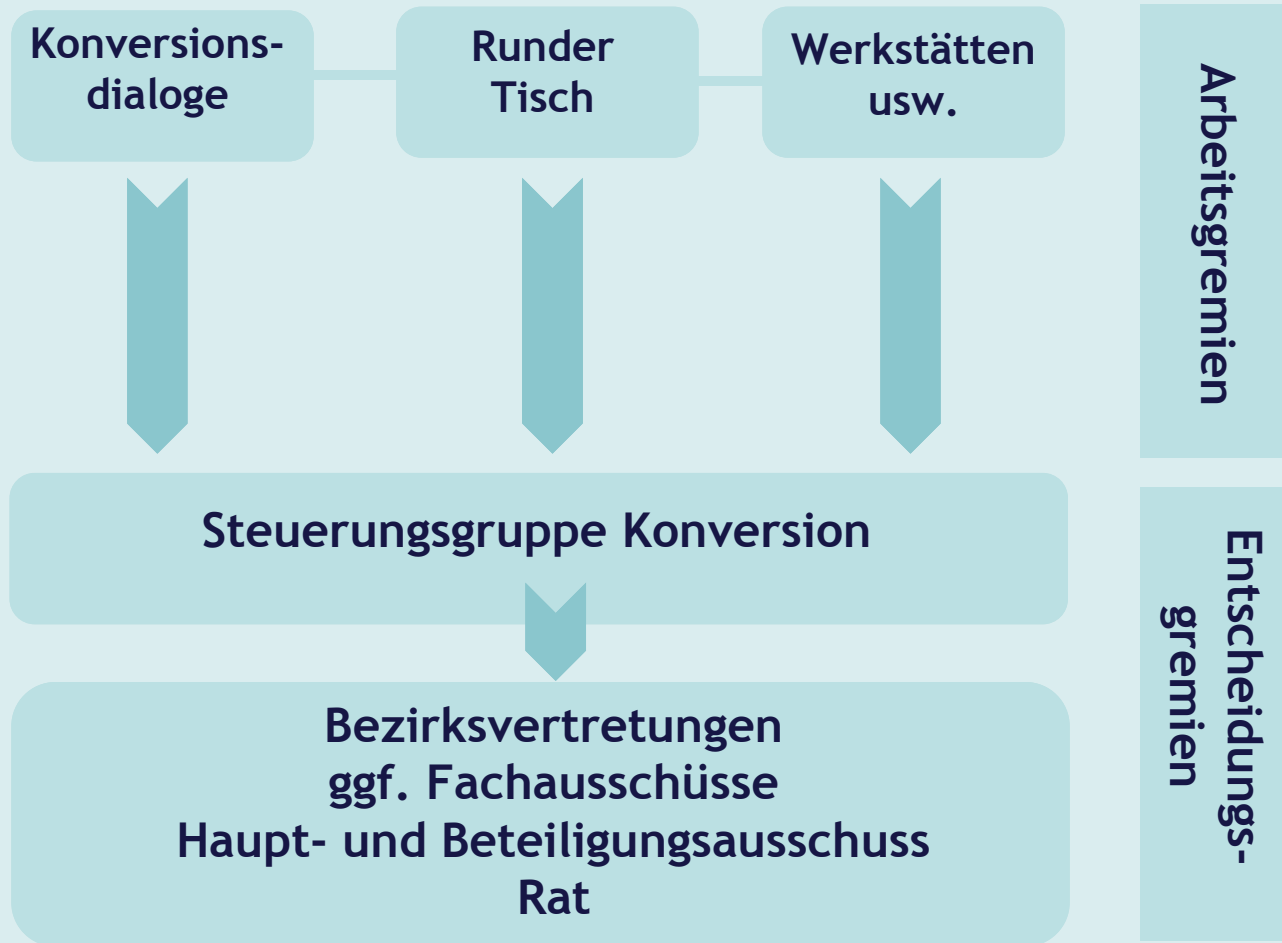 Konversions-
dialoge
Runder
Tisch
Werkstätten
usw.
Arbeitsgremien
Steuerungsgruppe Konversion
Bezirksvertretungen
ggf. Fachausschüsse
Haupt- und Beteiligungsausschuss
Rat
Entscheidungs-
gremien